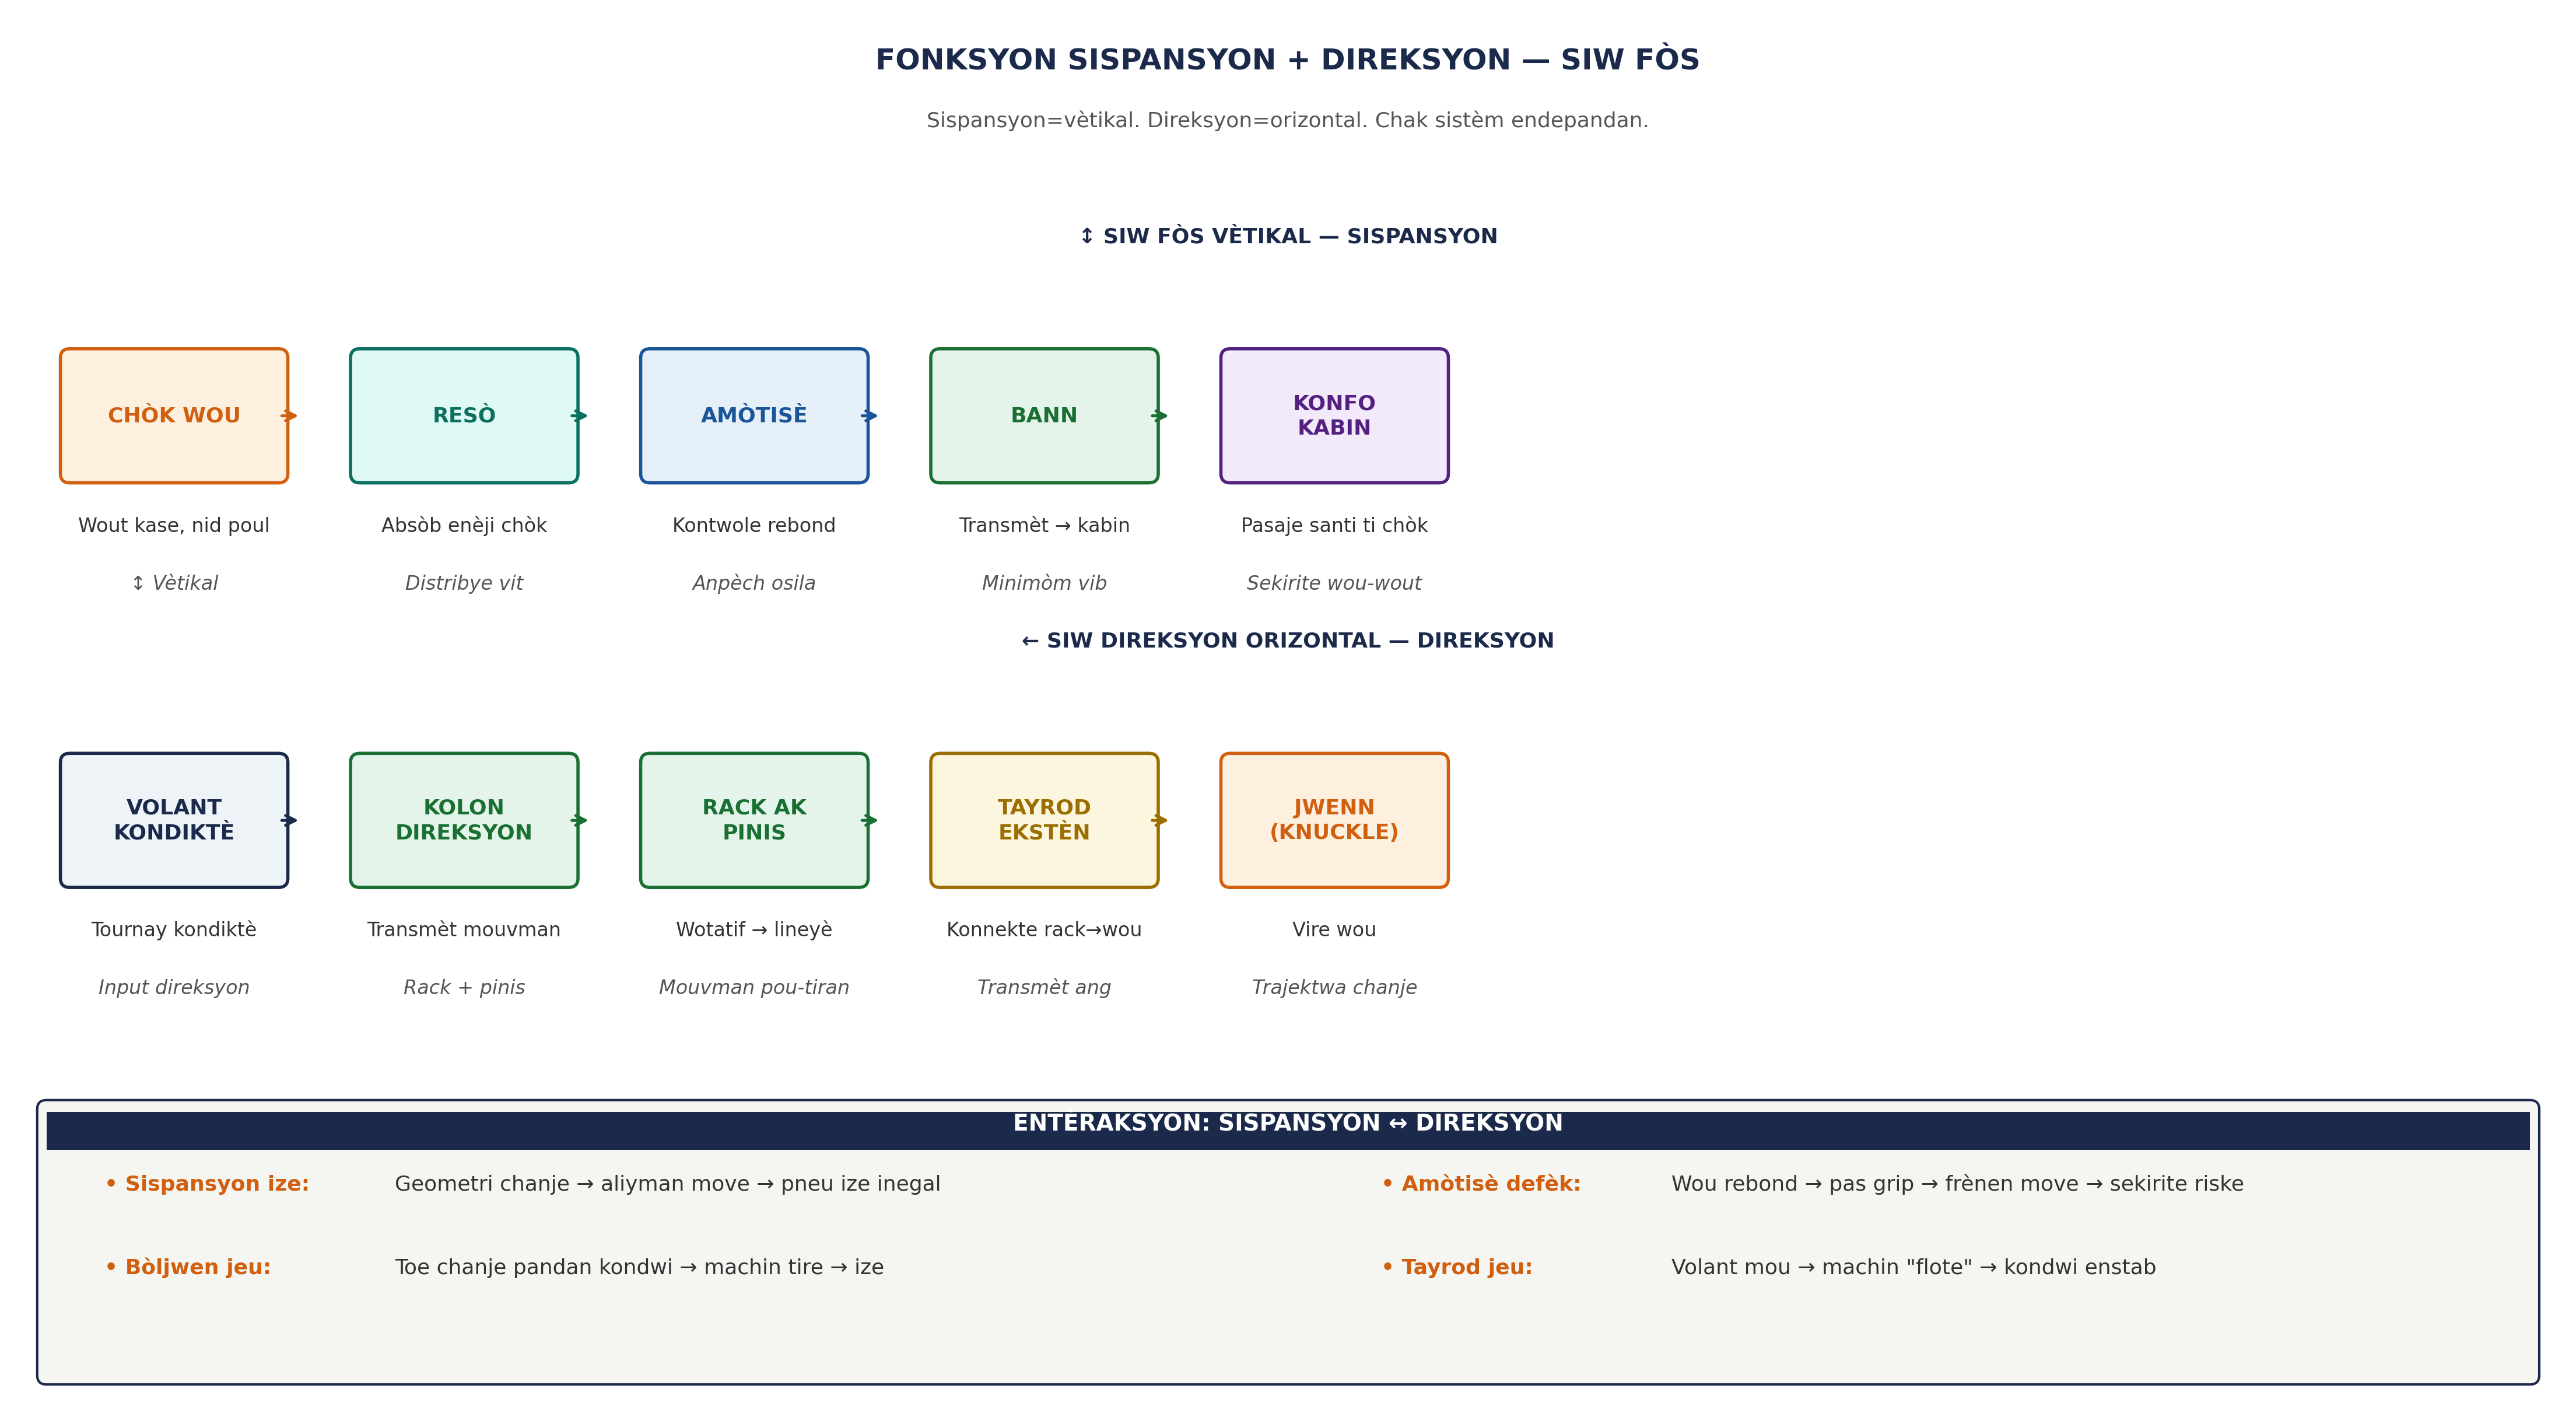 FONKSYON SISPANSYON + DIREKSYON — SIW FÒS
Sispansyon=vètikal. Direksyon=orizontal. Chak sistèm endepandan.
↕ SIW FÒS VÈTIKAL — SISPANSYON
CHÒK WOU
RESÒ
AMÒTISÈ
BANN
KONFO
KABIN
Wout kase, nid poul
Absòb enèji chòk
Kontwole rebond
Transmèt → kabin
Pasaje santi ti chòk
↕ Vètikal
Distribye vit
Anpèch osila
Minimòm vib
Sekirite wou-wout
← SIW DIREKSYON ORIZONTAL — DIREKSYON
VOLANT
KONDIKTÈ
KOLON
DIREKSYON
RACK AK
PINIS
TAYROD
EKSTÈN
JWENN
(KNUCKLE)
Tournay kondiktè
Transmèt mouvman
Wotatif → lineyè
Konnekte rack→wou
Vire wou
Input direksyon
Rack + pinis
Mouvman pou-tiran
Transmèt ang
Trajektwa chanje
ENTÈRAKSYON: SISPANSYON ↔ DIREKSYON
• Sispansyon ize: Geometri chanje → aliyman move → pneu ize inegal
• Amòtisè defèk: Wou rebond → pas grip → frènen move → sekirite riske
• Bòljwen jeu: Toe chanje pandan kondwi → machin tire → ize
• Tayrod jeu: Volant mou → machin "flote" → kondwi enstab